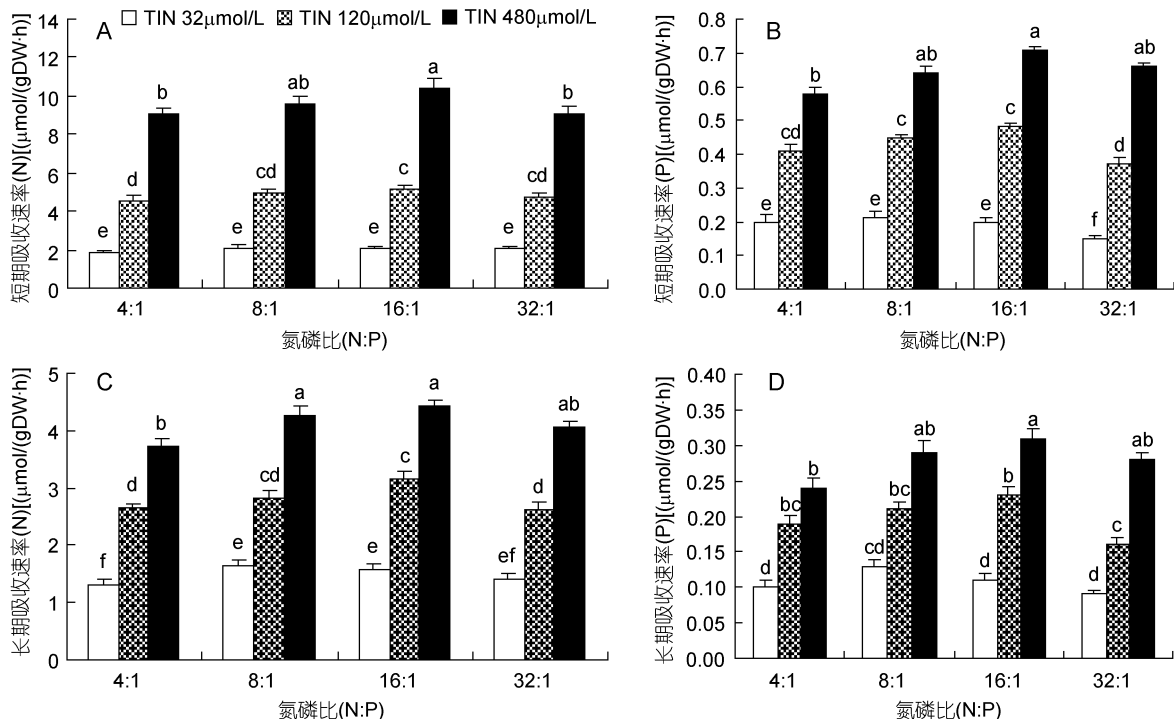 TIN 32μmol/L TIN 120μmol/L TIN 480μmol/L
A
短期吸收速率(N)[(μmol/(gDW·h)]
14
12
10
8
6
4
2
0
e d b
e cd ab
e c a
e cd b
4:1 8:1 16:1 32:1
氮磷比(N:P)
B
短期吸收速率(P)[(μmol/(gDW·h)]
0.8
0.7
0.6
0.5
0.4
0.3
0.2
0.1
0.0
e cd b
e c ab
e c a
f d ab
4:1 8:1 16:1 32:1
氮磷比(N:P)
C
长期吸收速率(N)[(μmol/(gDW·h)]
5
4
3
2
1
0
f d b
e cd a
e c a
ef d ab
4:1 8:1 16:1 32:1
氮磷比(N:P)
D
长期吸收速率(P)[(μmol/(gDW·h)]
0.40
0.35
0.30
0.25
0.20
0.15
0.10
0.05
0.00
d bc b
cd bc ab
d b a
d c ab
4:1 8:1 16:1 32:1
氮磷比(N:P)